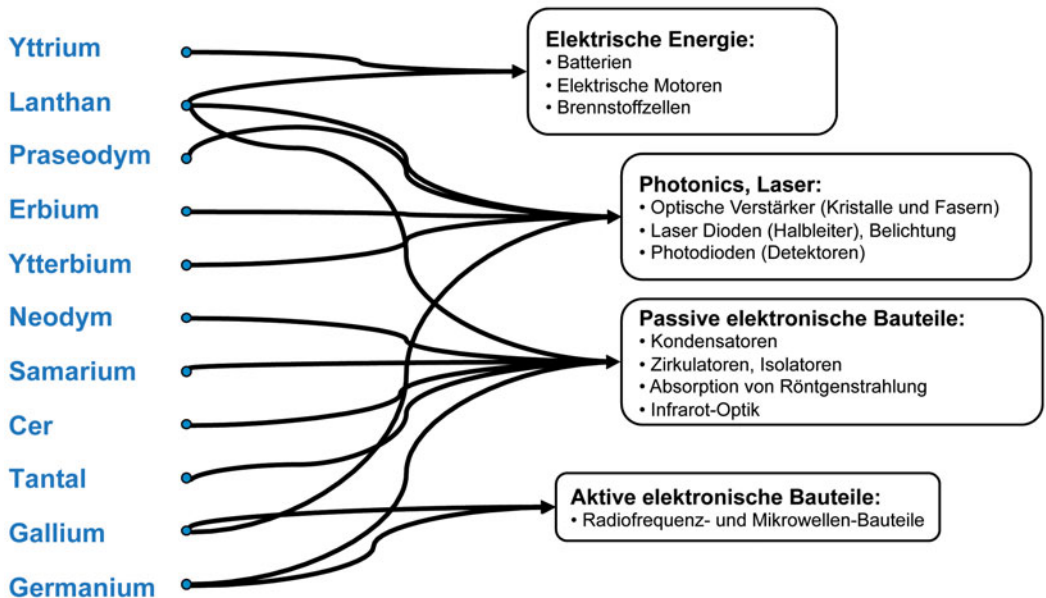 Yttrium
Lanthan
Praseodym
Erbium
Ytterbium
Neodym
Samarium
Cer
Tantal
Gallium
Germanium
Elektrische Energie:
• Batterien
• Elektrische Motoren
• Brennstoffzellen
Photonics, Laser:
• Optische Verstärker (Kristalle und Fasern)
• Laser Dioden (Halbleiter), Belichtung
• Photodioden (Detektoren)
Passive elektronische Bauteile:
• Kondensatoren
• Zirkulatoren, Isolatoren
• Absorption von Röntgenstrahlung
• Infrarot-Optik
Aktive elektronische Bauteile:
• Radiofrequenz- und Mikrowellen-Bauteile